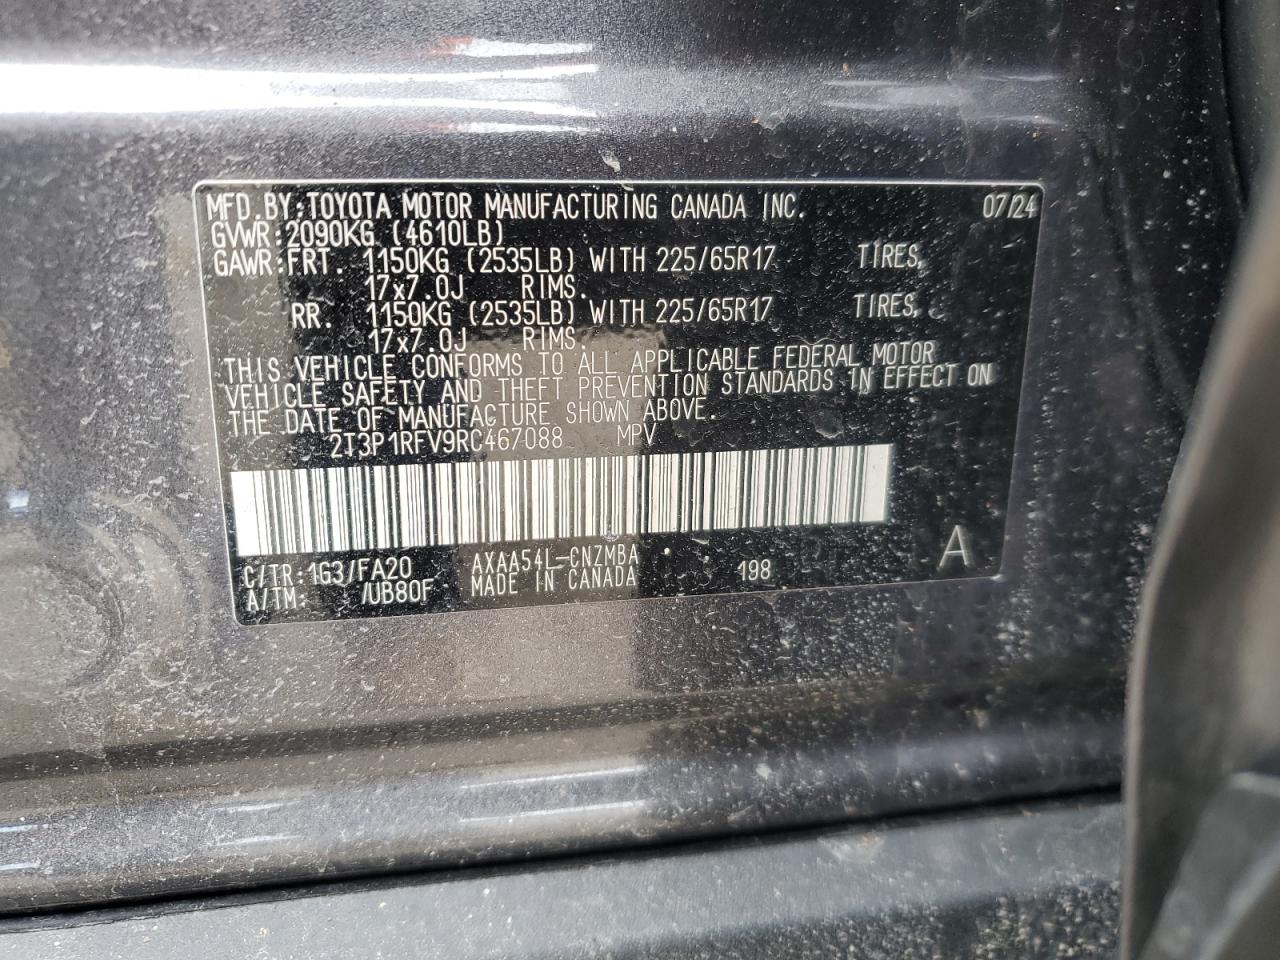 MFD.BY:TOYOTA MOTOR MANUFACTURING CANADA INC. 07/24
GVWR:2090KG (4610LB)
GAWR:FRT. 1150KG (2535LB) WITH 225/65R17 TIRES,
17x7.0J RIMS.
RR. 1150KG (2535LB) WITH 225/65R17 TIRES,
17x7.0J RIMS.
THIS VEHICLE CONFORMS TO ALL APPLICABLE FEDERAL MOTOR
VEHICLE SAFETY AND THEFT PREVENTION STANDARDS IN EFFECT ON
THE DATE OF MANUFACTURE SHOWN ABOVE.
2T3P1RFV9RC467088 MPV
C/TR:1G3/FA20 AXAA54L-CNZMBA 198 A
A/TM: /UB80F MADE IN CANADA